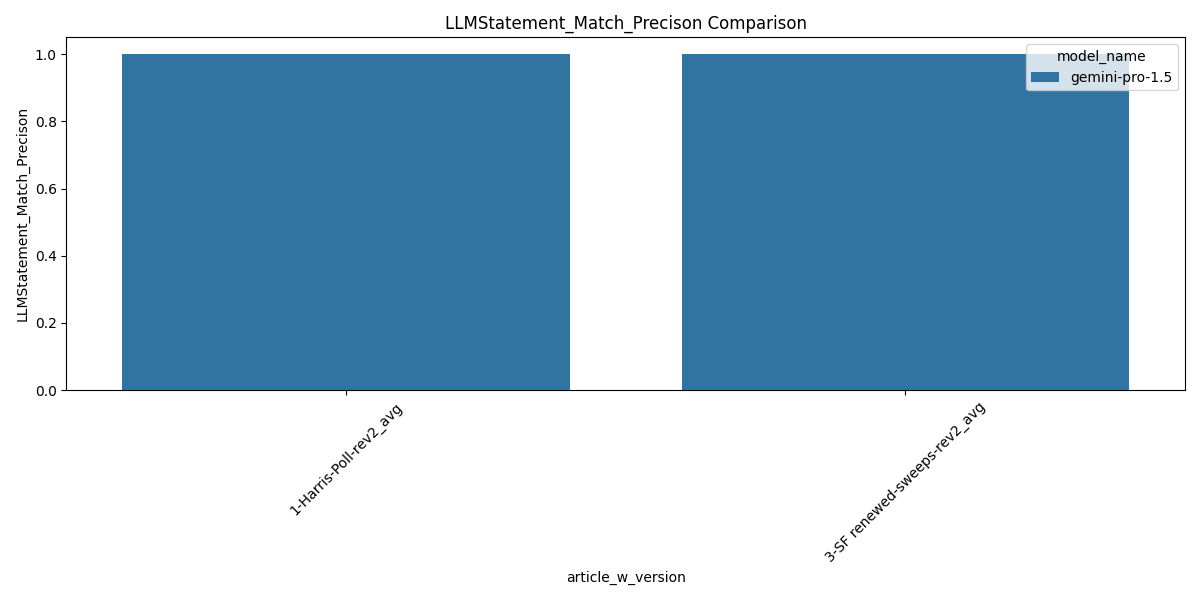 LLMStatement_Match_Precison Comparison
model_name
gemini-pro-1.5
LLMStatement_Match_Precison
1.0
0.8
0.6
0.4
0.2
0.0
1-Harris-Poll-rev2_avg
3-SF renewed-sweeps-rev2_avg
article_w_version